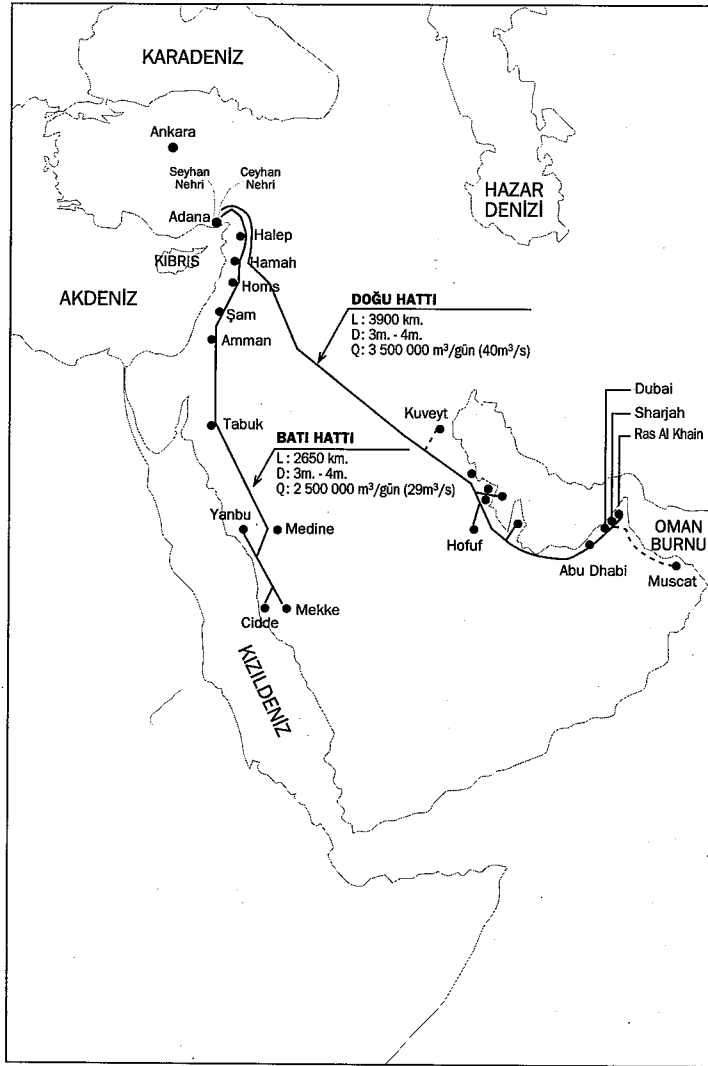 KARADENİZ
Ankara
Seyhan
Nehri
Ceyhan
Nehri
Adana
HAZAR
DENİZİ
Halep
KIBRIS
Hamah
Homs
AKDENİZ
Şam
Amman
DOĞU HATTI
L : 3900 km.
D: 3m. - 4m.
Q: 3 500 000 m³/gün (40m³/s)
Dubai
Sharjah
Ras Al Khain
Kuveyt
Tabuk
BATI HATTI
L : 2650 km.
D: 3m. - 4m.
Q: 2 500 000 m³/gün (29m³/s)
Yanbu
Medine
Hofuf
OMAN
BURNU
Abu Dhabi
Muscat
Cidde
Mekke
KIZILDENİZ